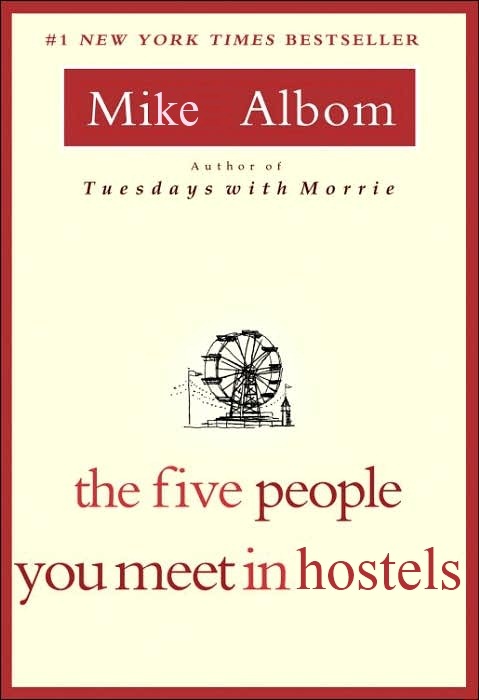 #1 NEW YORK TIMES BESTSELLER
Mike Albom
Author of
Tuesdays with Morrie
the five people
you meet in hostels